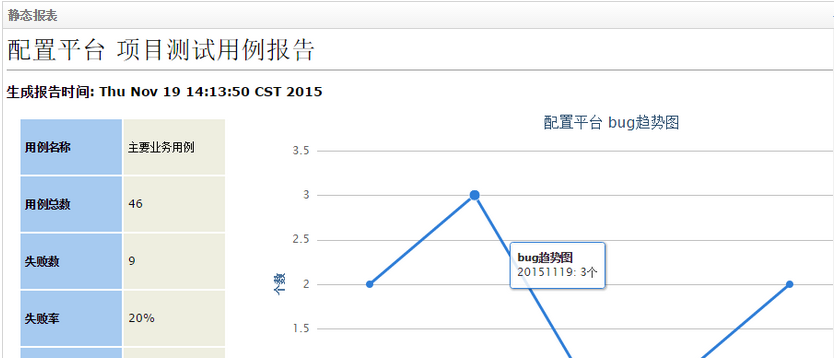 静态报表
配置平台 项目测试用例报告
生成报告时间: Thu Nov 19 14:13:50 CST 2015
用例名称 主要业务用例
用例总数 46
失败数 9
失败率 20%
配置平台 bug趋势图
3.5
3
2.5
2
1.5
个数
bug趋势图
20151119: 3个